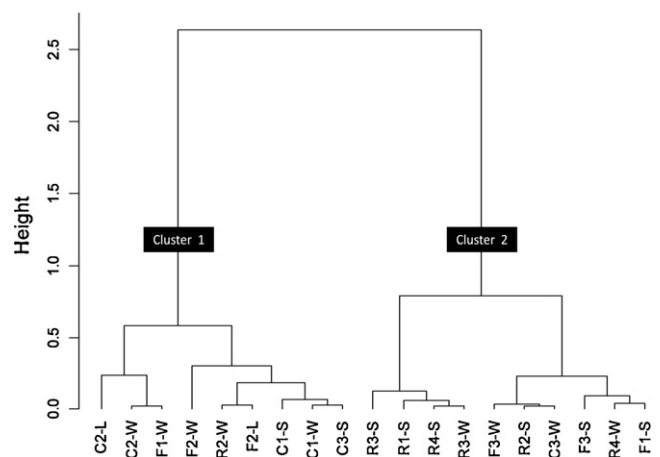 Height
2.5
2.0
1.5
1.0
0.5
0.0
Cluster 1
Cluster 2
C2-L
C2-W
F1-W
F2-W
R2-W
F2-L
C1-S
C1-W
C3-S
R3-S
R1-S
R4-S
R3-W
F3-W
R2-S
C3-W
F3-S
R4-W
F1-S